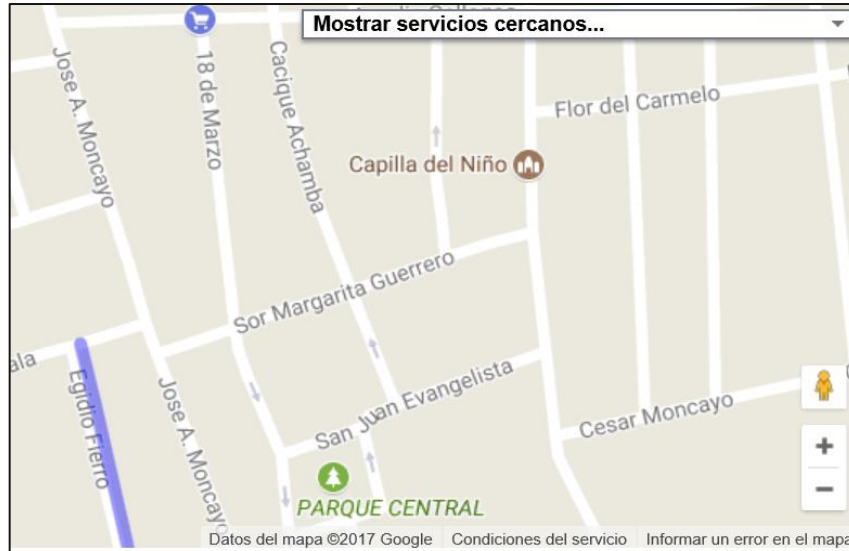 Mostrar servicios cercanos...
Jose A. Moncayo
18 de Marzo
Cacique Achamba
Flor del Carmelo
Capilla del Niño
Sor Margarita Guerrero
ala
Egidio Fierro
Jose A. Moncayo
San Juan Evangelista
Cesar Moncayo
PARQUE CENTRAL
+
−
Datos del mapa ©2017 Google
Condiciones del servicio
Informar un error en el mapa